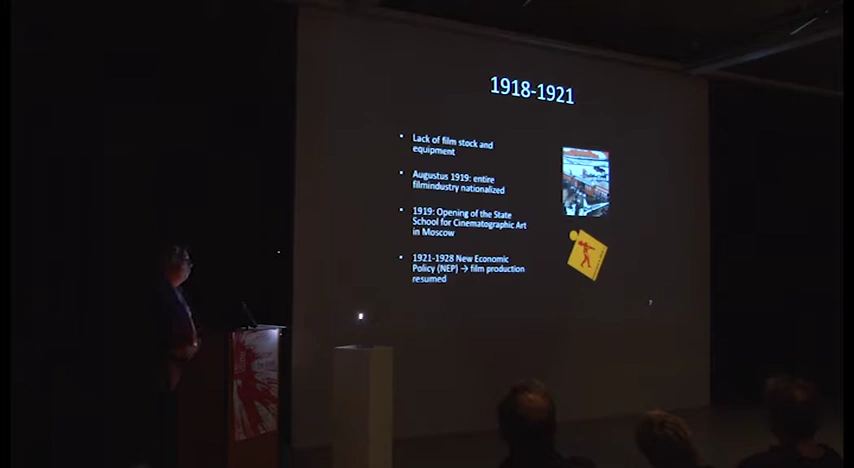 1918-1921
• Lack of film stock and
equipment
• Augustus 1919: entire
filmindustry nationalized
• 1919: Opening of the State
School for Cinematographic Art
in Moscow
• 1921-1928 New Economic
Policy (NEP) → film production
resumed
7